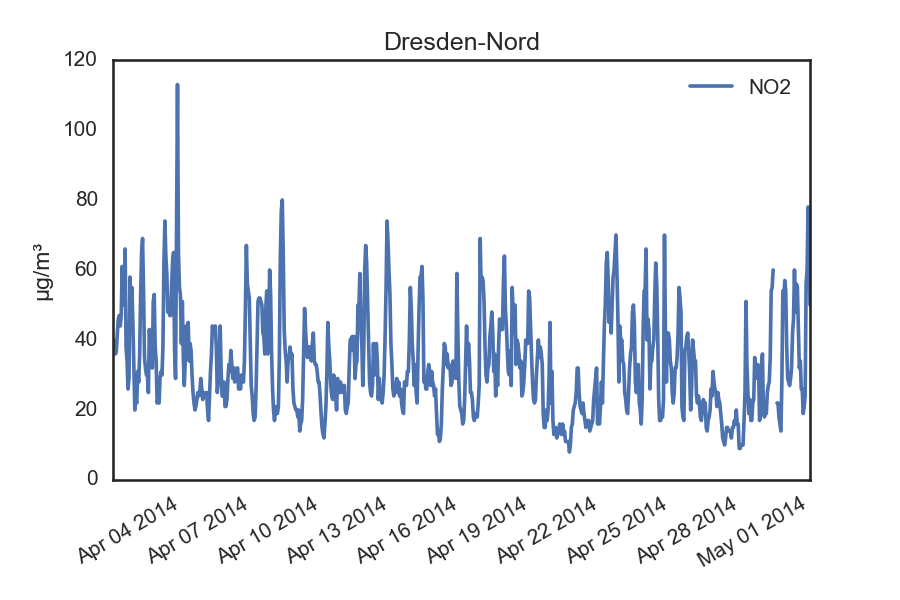 Dresden-Nord
120
100
80
60
40
20
0
µg/m³
NO2
Apr 04 2014
Apr 07 2014
Apr 10 2014
Apr 13 2014
Apr 16 2014
Apr 19 2014
Apr 22 2014
Apr 25 2014
Apr 28 2014
May 01 2014